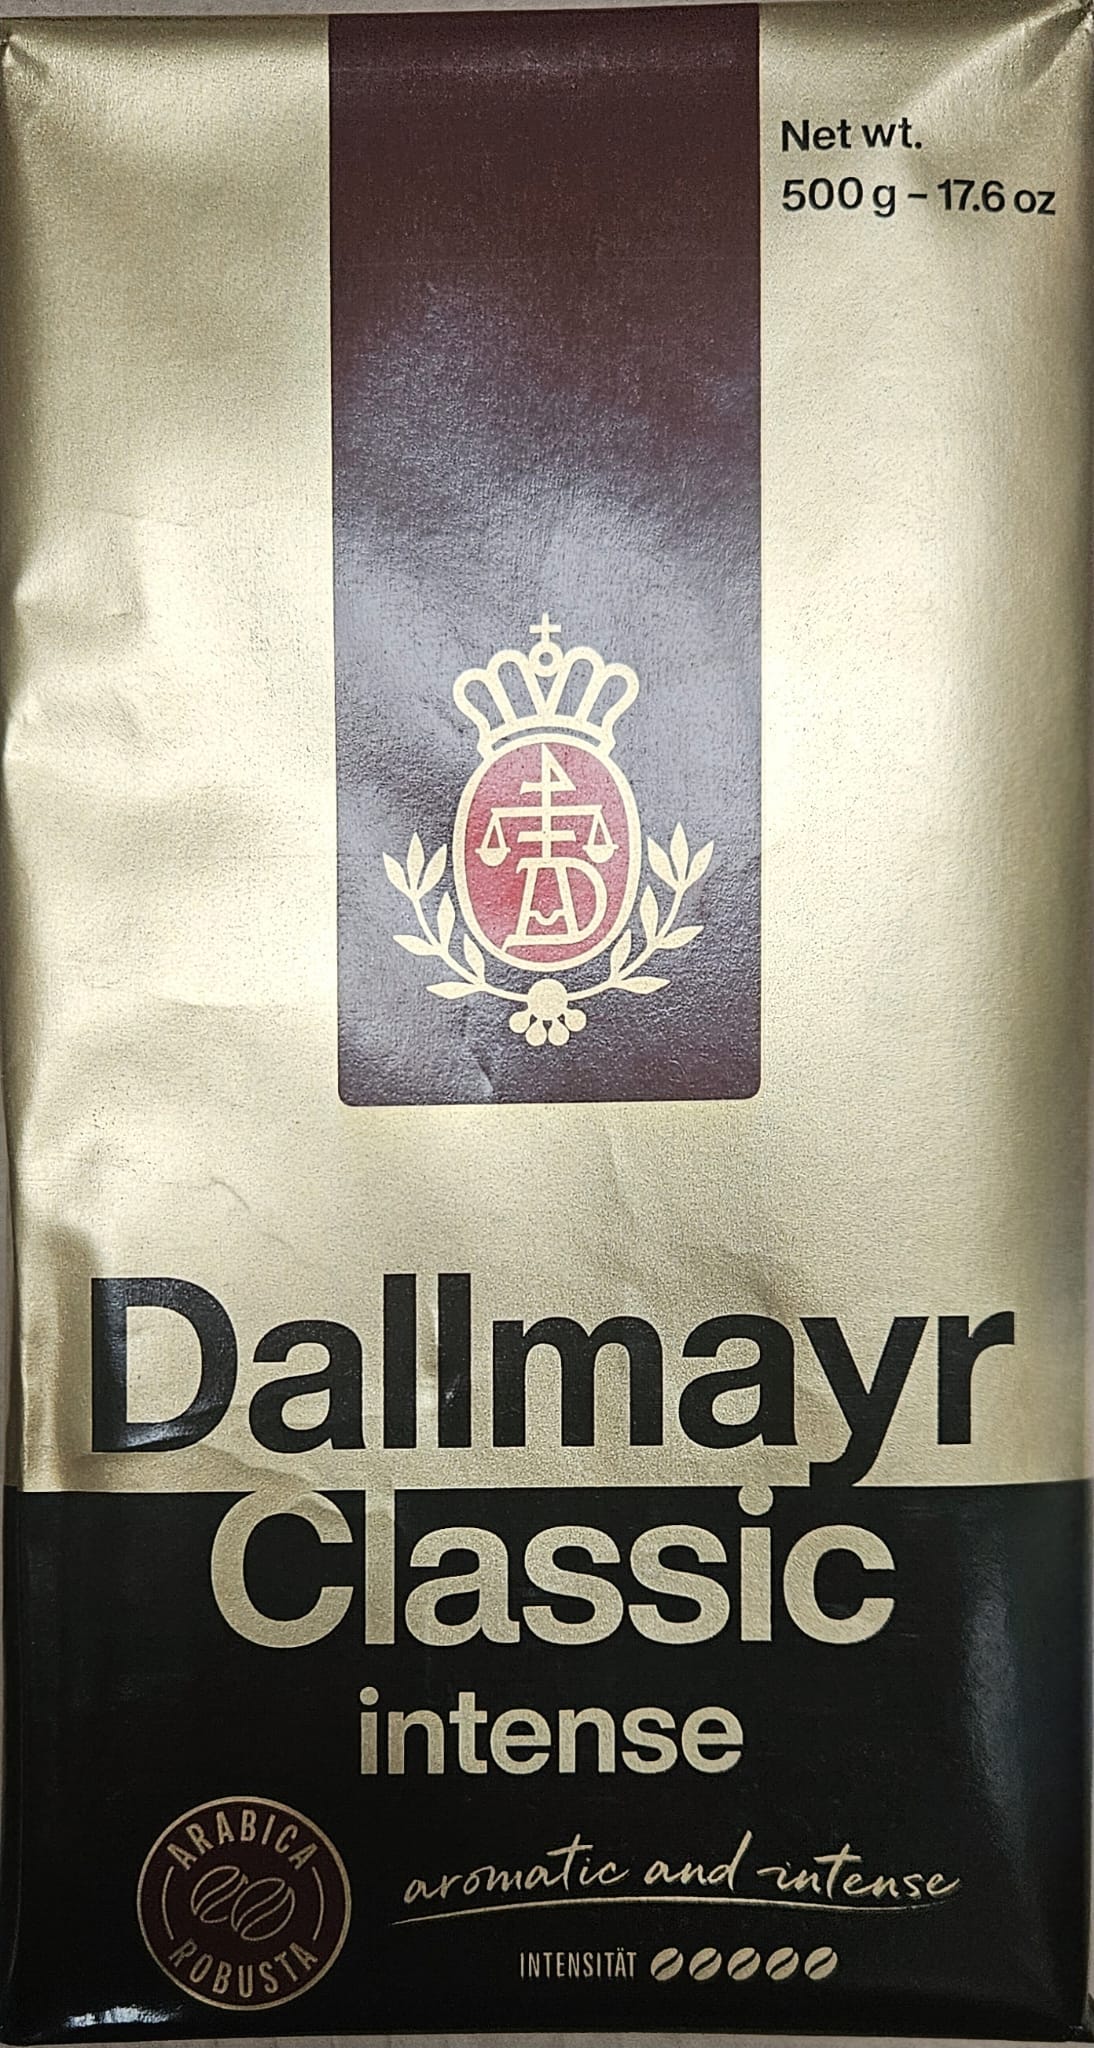 Net wt.
500 g – 17.6 oz
Dallmayr
Classic
intense
ARABICA
ROBUSTA
aromatic and intense
INTENSITÄT